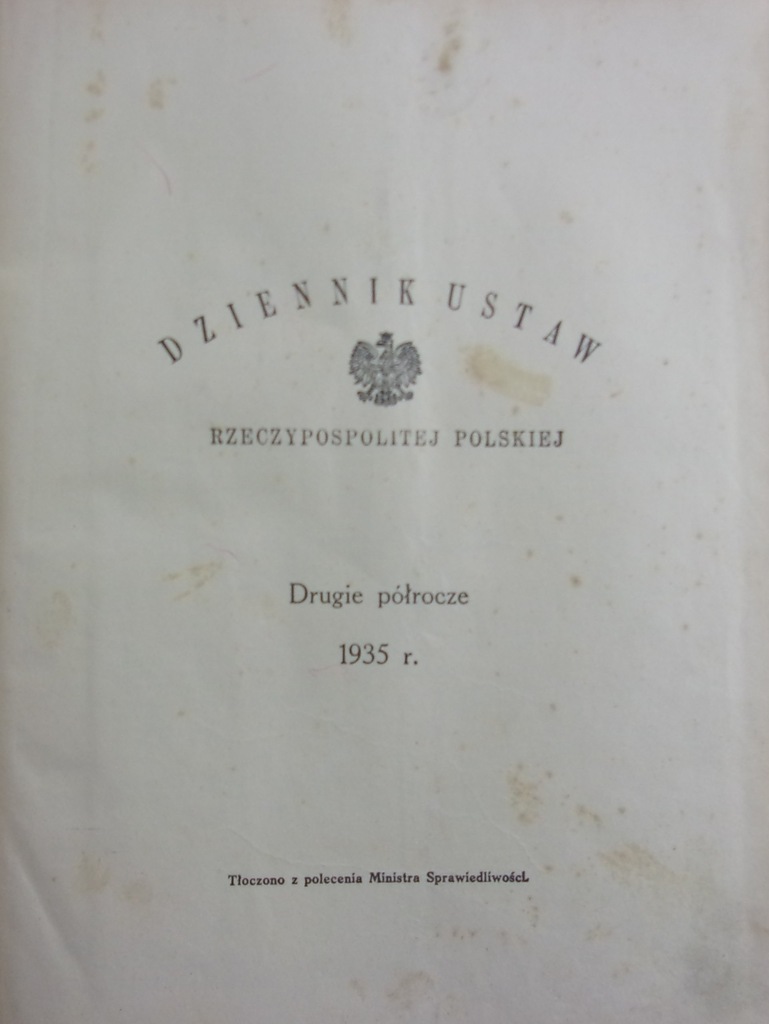 DZIENNIK USTAW
RZECZYPOSPOLITEJ POLSKIEJ
Drugie półrocze
1935 r.
Tłoczono z polecenia Ministra Sprawiedliwości.